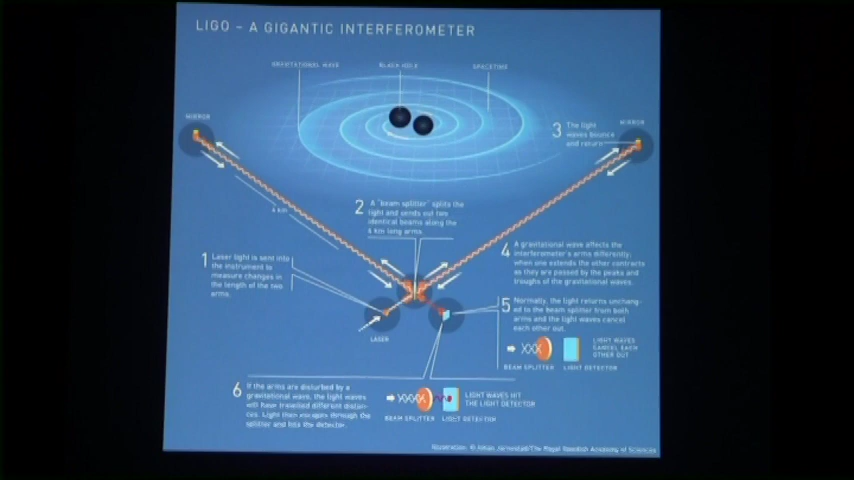 LIGO – A GIGANTIC INTERFEROMETER
GRAVITATIONAL WAVE
BLACK HOLE
SPACETIME
MIRROR
MIRROR
3 The light
waves bounce
and return.
4 km
2 A "beam splitter" splits the
light and sends out two
identical beams along the
4 km long arms.
1 Laser light is sent into
the instrument to
measure changes in
the length of the two
arms.
4 A gravitational wave affects the
interferometer's arms differently;
when one extends the other contracts
as they are passed by the peaks and
troughs of the gravitational waves.
5 Normally, the light returns unchang-
ed to the beam splitter from both
arms and the light waves cancel
each other out.
LASER
LIGHT WAVES
CANCEL EACH
OTHER OUT
BEAM SPLITTER
LIGHT DETECTOR
6 If the arms are disturbed by a
gravitational wave, the light waves
will have travelled different distan-
ces. Light then escapes through the
splitter and hits the detector.
LIGHT WAVES HIT
THE LIGHT DETECTOR
BEAM SPLITTER
LIGHT DETECTOR
Illustration: © Johan Jarnestad/The Royal Swedish Academy of Sciences